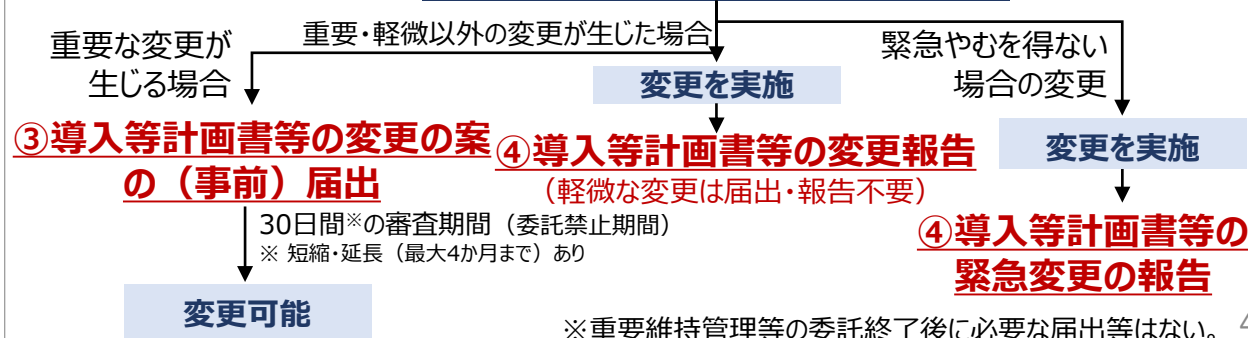 重要な変更が
生じる場合
重要・軽微以外の変更が生じた場合
緊急やむを得ない
場合の変更
変更を実施
③導入等計画書等の変更の案
の（事前）届出
④導入等計画書等の変更報告
（軽微な変更は届出・報告不要）
変更を実施
30日間※の審査期間（委託禁止期間）
※ 短縮・延長（最大4か月まで）あり
④導入等計画書等の
緊急変更の報告
変更可能
※重要維持管理等の委託終了後に必要な届出等はない。